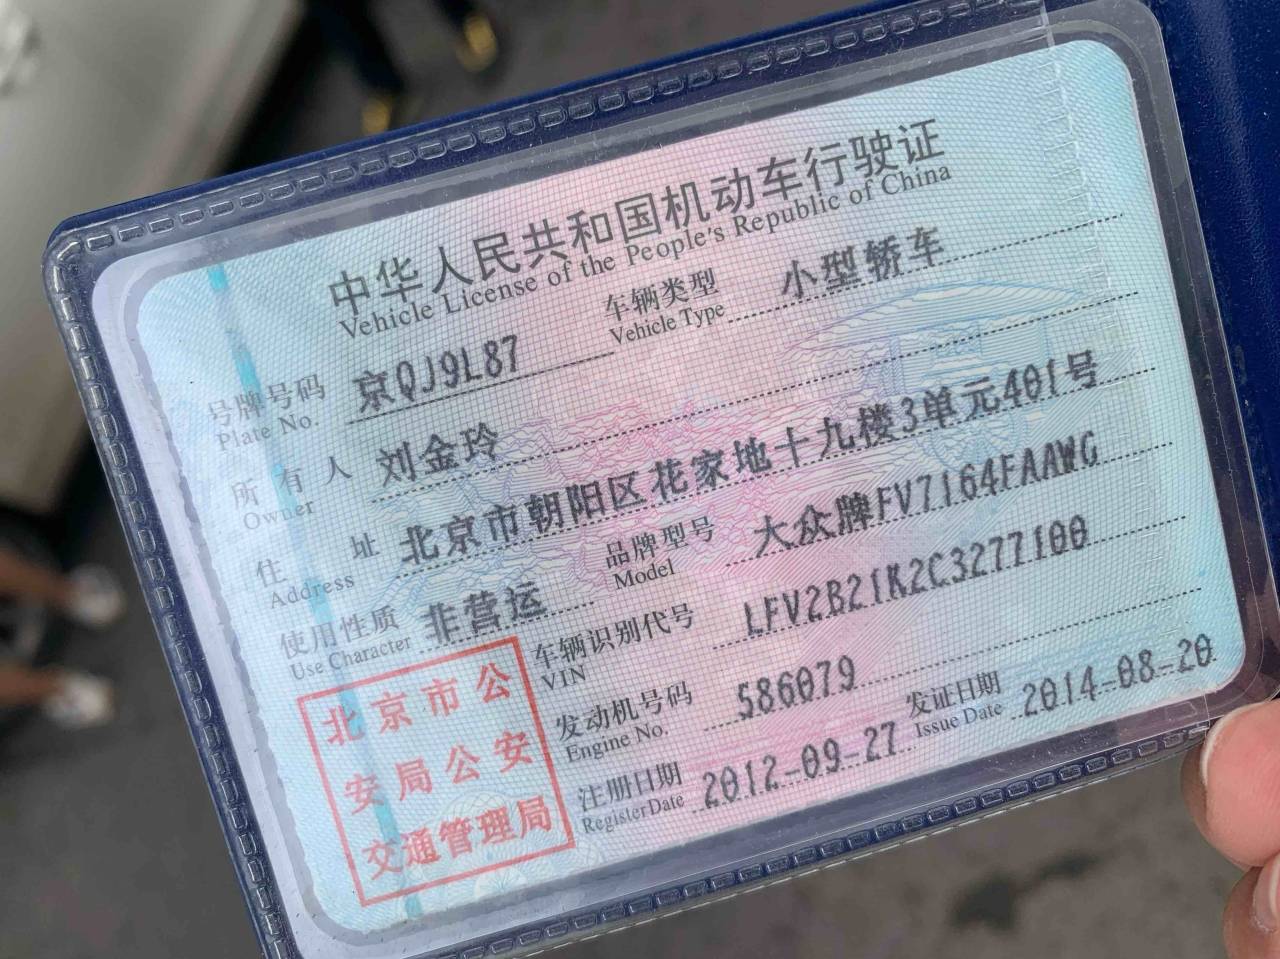 中华人民共和国机动车行驶证
Vehicle License of the People's Republic of China
号牌号码 京QJ9L87 车辆类型 小型轿车
Plate No. Vehicle Type
所有人 刘金玲
Owner
住址 北京市朝阳区花家地十九楼3单元401号
Address
使用性质 非营运 品牌型号 大众牌FV7164FAAWG
Use Character Model
车辆识别代号 LFV2B21K2C3277100
VIN
发动机号码 586079 发证日期 2014-08-20
Engine No. Issue Date
注册日期 2012-09-27
Register Date
北京市公
安局公安
交通管理局